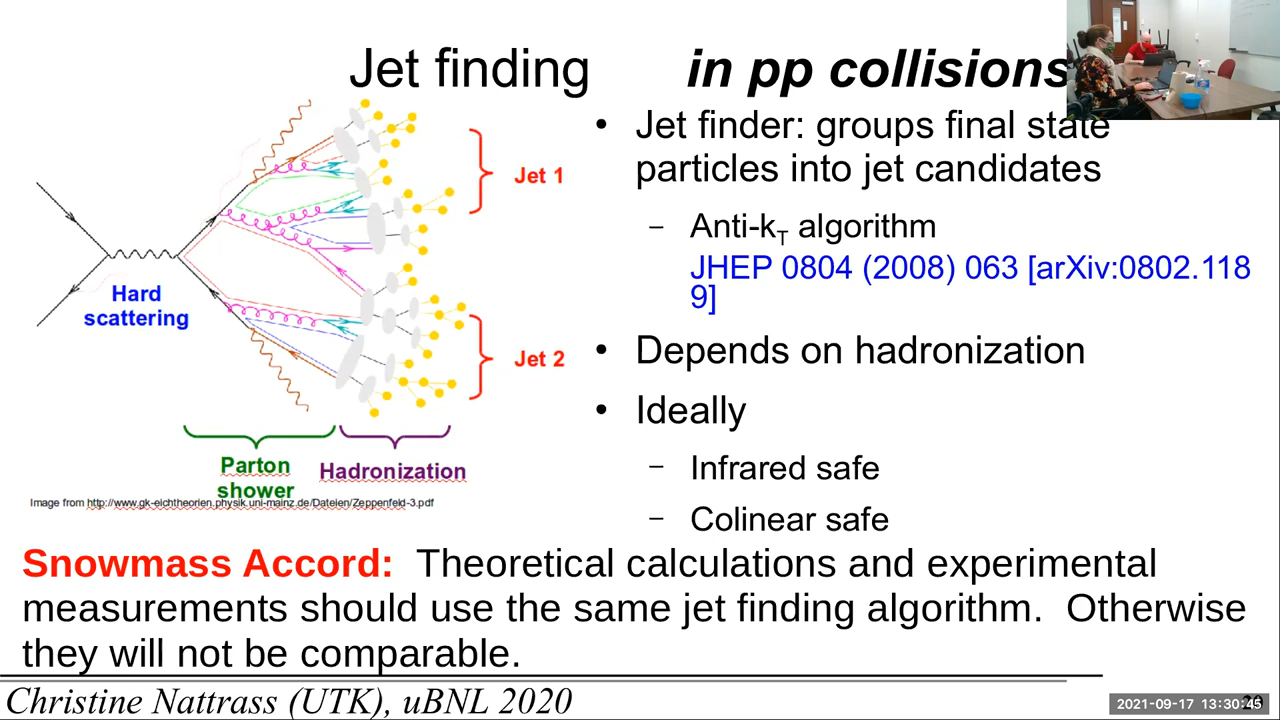 Jet finding in pp collisions
Jet finder: groups final state
particles into jet candidates
– Anti-kT algorithm
JHEP 0804 (2008) 063 [arXiv:0802.118
9]
Depends on hadronization
Ideally
– Infrared safe
– Colinear safe
Jet 1
Hard
scattering
Jet 2
Parton
shower
Hadronization
Image from http://www.gk-eichtheorien.physik.uni-mainz.de/Dateien/Zeppenfeld-3.pdf
Snowmass Accord: Theoretical calculations and experimental
measurements should use the same jet finding algorithm. Otherwise
they will not be comparable.
Christine Nattrass (UTK), uBNL 2020
2021-09-17 13:30:45